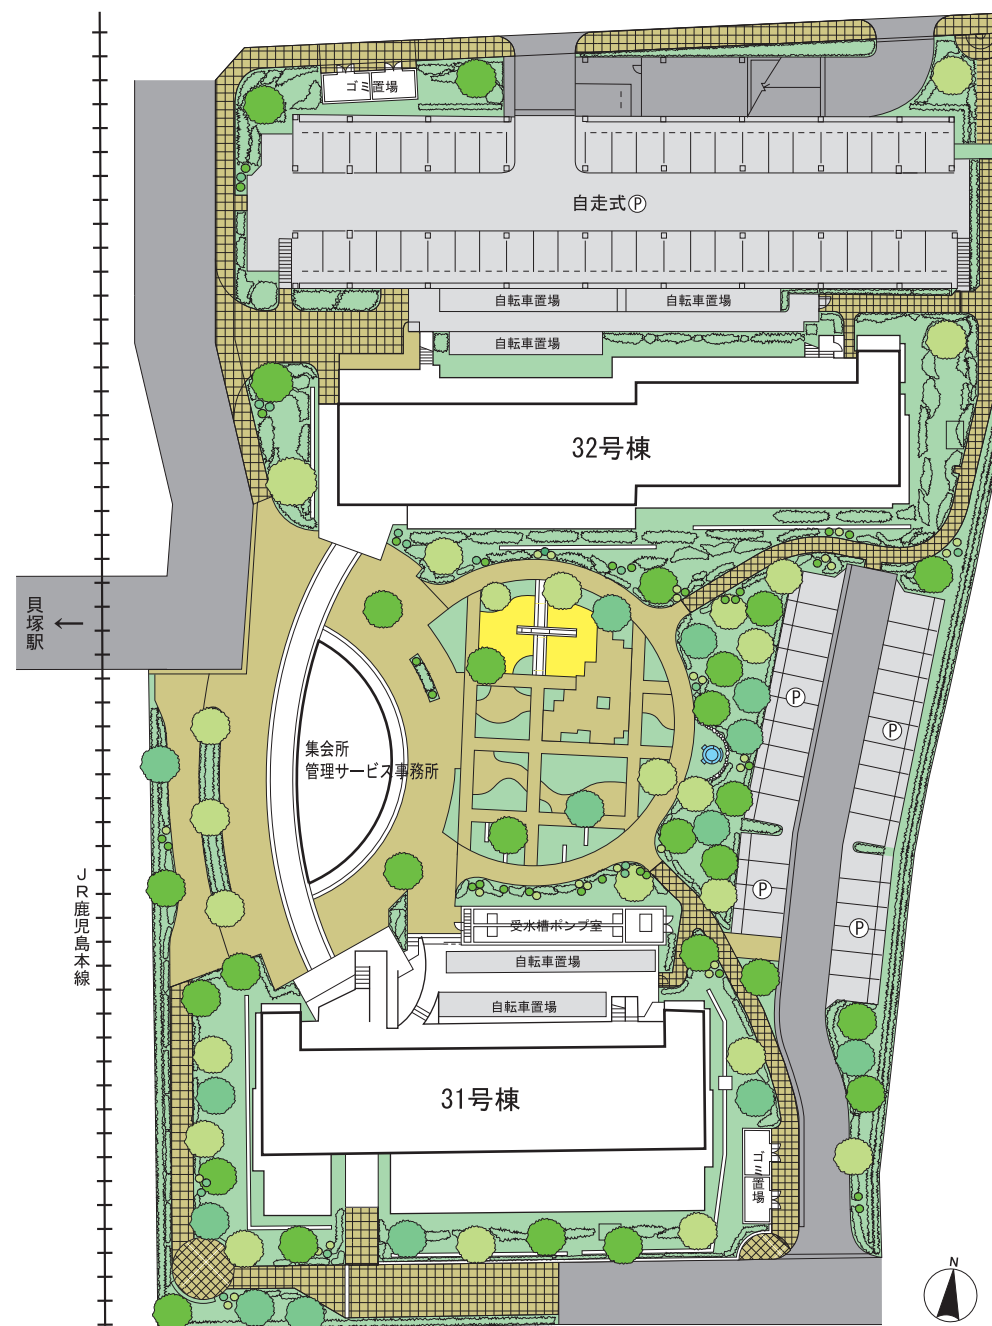 ゴミ置場
自走式Ⓟ
自転車置場
自転車置場
自転車置場
32号棟
貝塚駅
←
Ⓟ
Ⓟ
集会所
管理サービス事務所
JR鹿児島本線
Ⓟ
Ⓟ
受水槽ポンプ室
自転車置場
自転車置場
31号棟
ゴミ置場
N